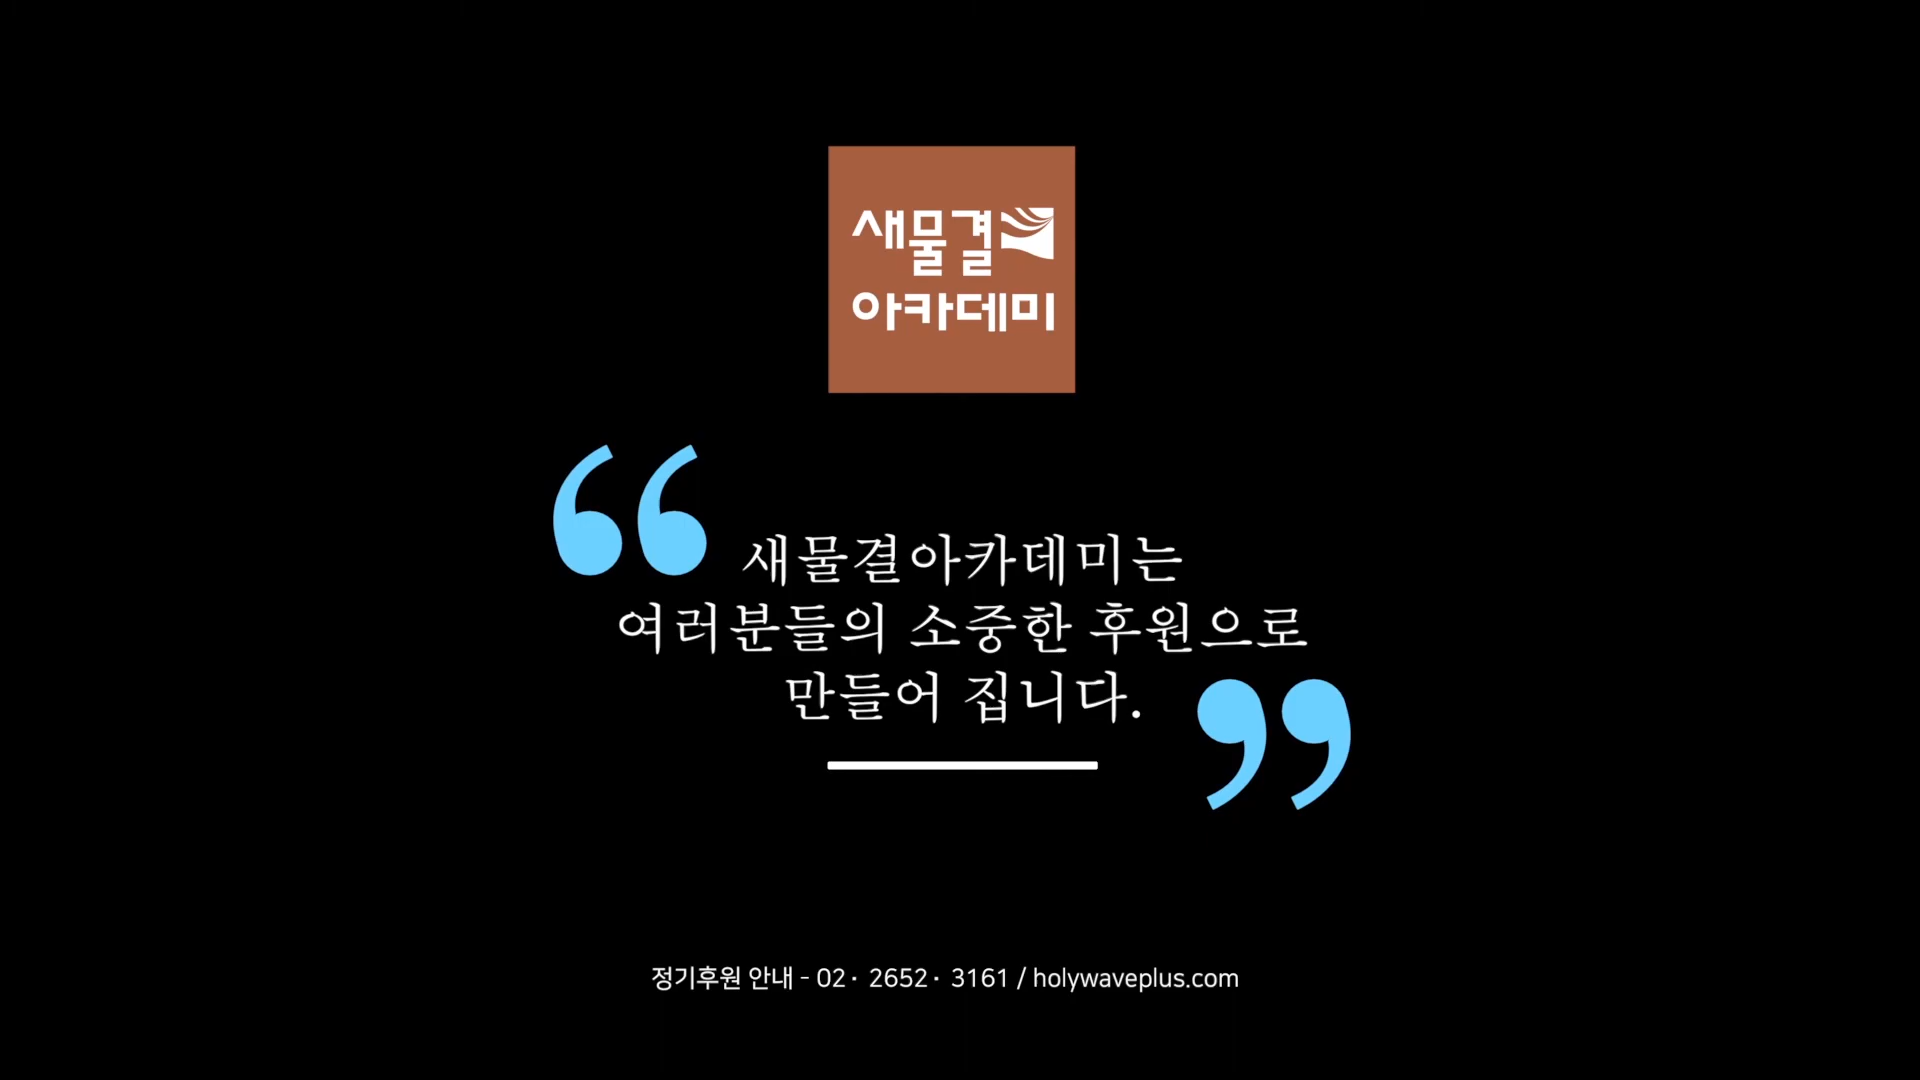 새물결
아카데미
“새물결아카데미는
여러분들의 소중한 후원으로
만들어 집니다.”
정기후원 안내 - 02· 2652· 3161 / holywaveplus.com